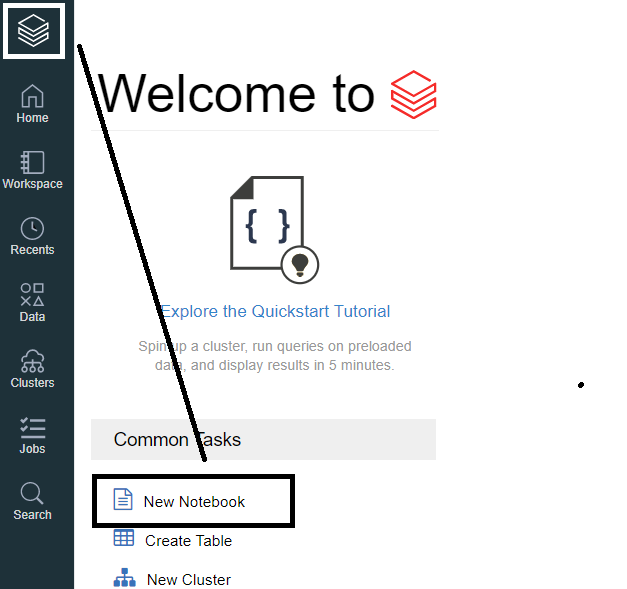 Home
Workspace
Recents
Data
Clusters
Jobs
Search
Welcome to
{ }
Explore the Quickstart Tutorial
Spin up a cluster, run queries on preloaded
data, and display results in 5 minutes.
Common Tasks
New Notebook
Create Table
New Cluster